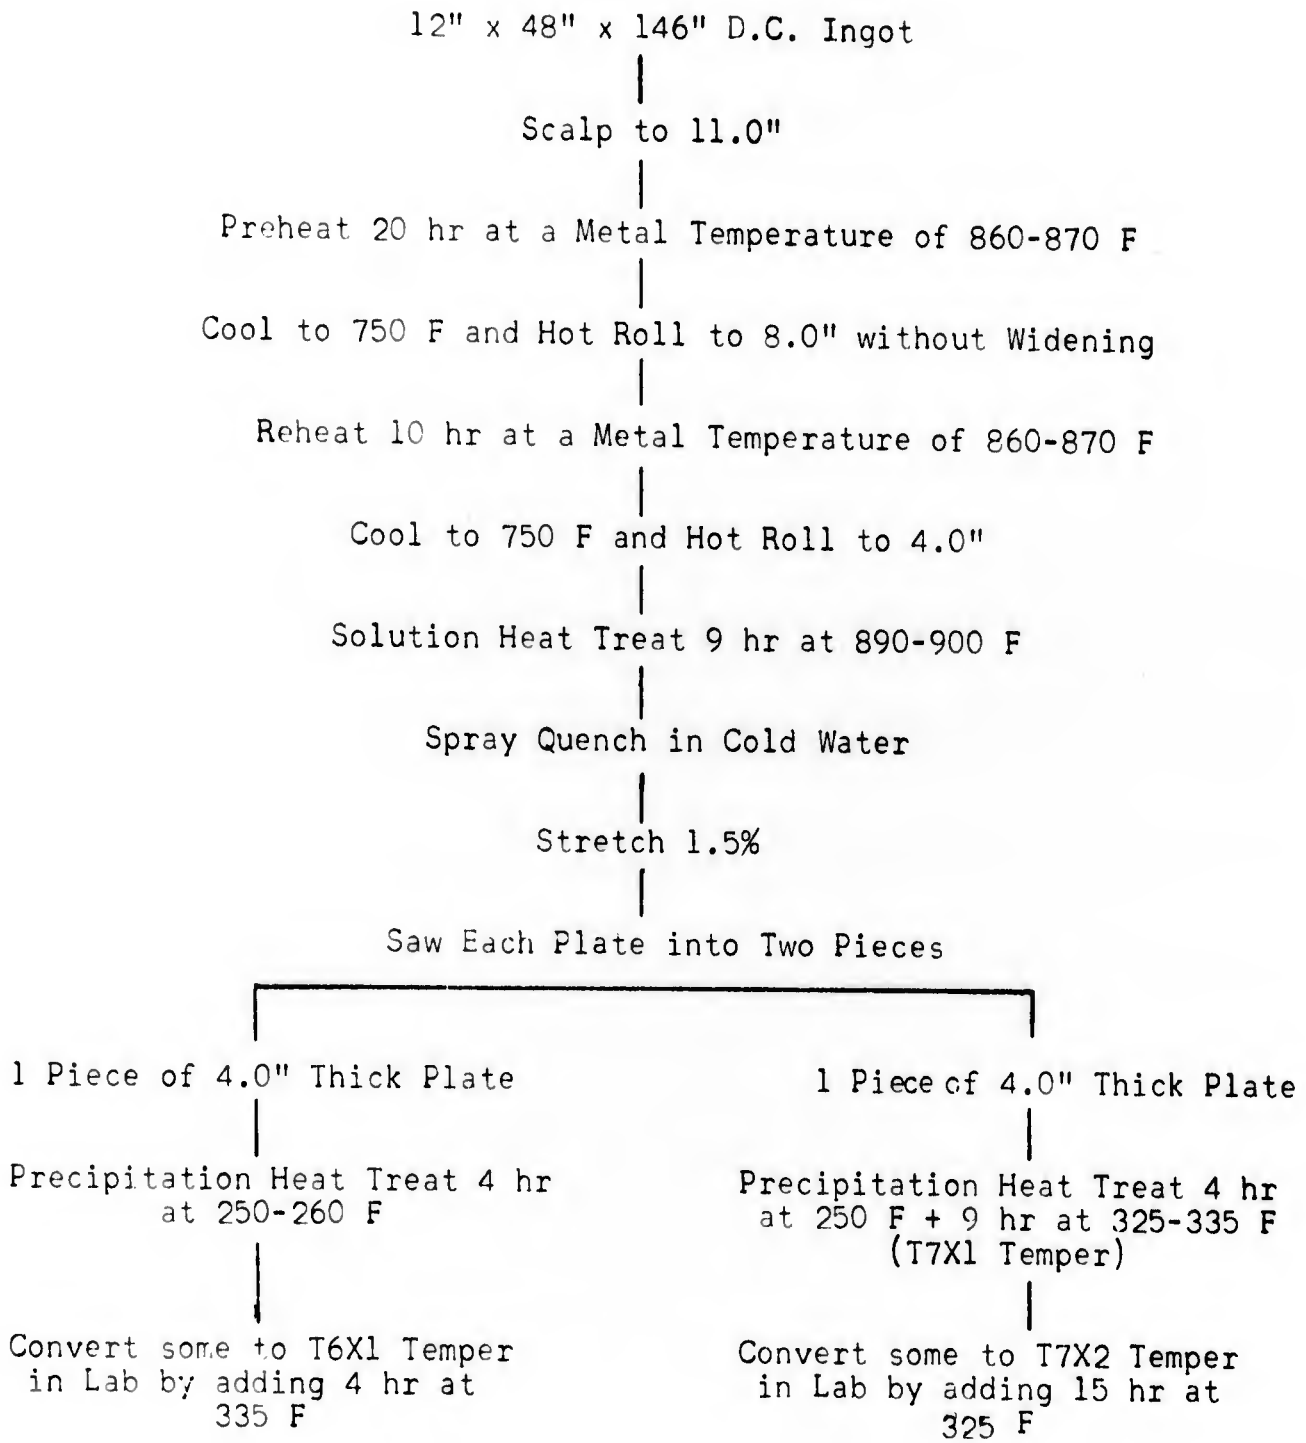 12" x 48" x 146" D.C. Ingot
Scalp to 11.0"
Preheat 20 hr at a Metal Temperature of 860-870 F
Cool to 750 F and Hot Roll to 8.0" without Widening
Reheat 10 hr at a Metal Temperature of 860-870 F
Cool to 750 F and Hot Roll to 4.0"
Solution Heat Treat 9 hr at 890-900 F
Spray Quench in Cold Water
Stretch 1.5%
Saw Each Plate into Two Pieces
1 Piece of 4.0" Thick Plate
Precipitation Heat Treat 4 hr
at 250-260 F
Convert some to T6X1 Temper
in Lab by adding 4 hr at
335 F
1 Piece of 4.0" Thick Plate
Precipitation Heat Treat 4 hr
at 250 F + 9 hr at 325-335 F
(T7X1 Temper)
Convert some to T7X2 Temper
in Lab by adding 15 hr at
325 F